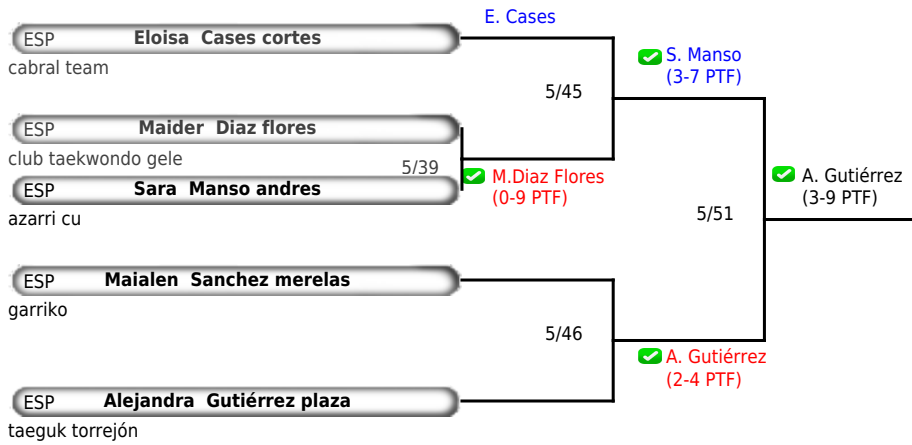 E. Cases
ESP Eloisa Cases cortes
cabral team
S. Manso
(3-7 PTF)
5/45
ESP Maider Diaz flores
club taekwondo gele
5/39
M.Diaz Flores
(0-9 PTF)
ESP Sara Manso andres
azarri cu
A. Gutiérrez
(3-9 PTF)
5/51
ESP Maialen Sanchez merelas
garriko
5/46
A. Gutiérrez
(2-4 PTF)
ESP Alejandra Gutiérrez plaza
taeguk torrejón